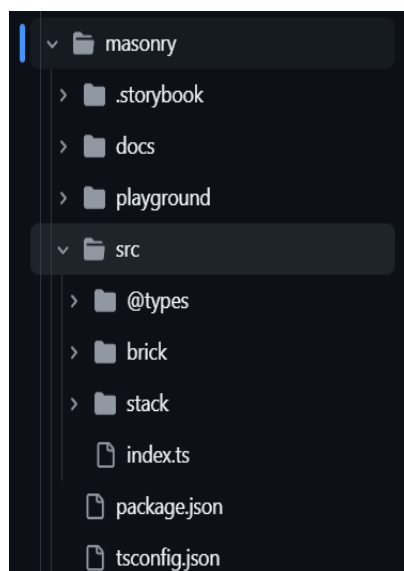 masonry
.storybook
docs
playground
src
@types
brick
stack
index.ts
package.json
tsconfig.json